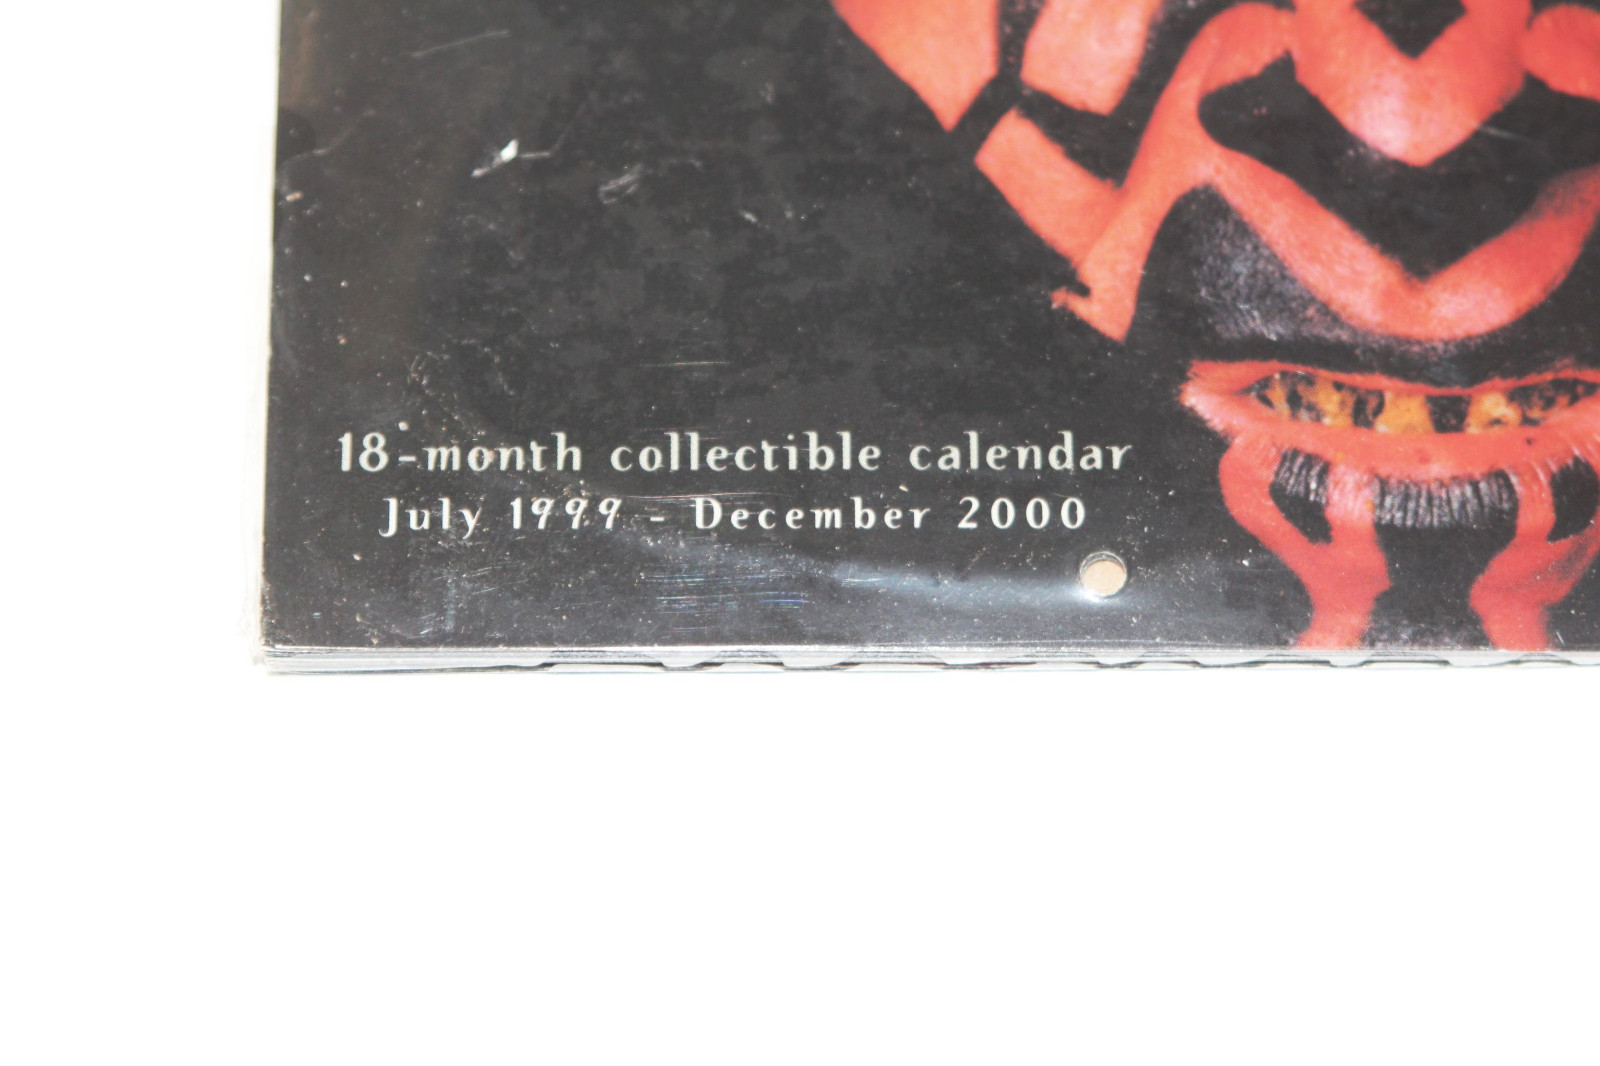 18-month collectible calendar
July 1999 - December 2000